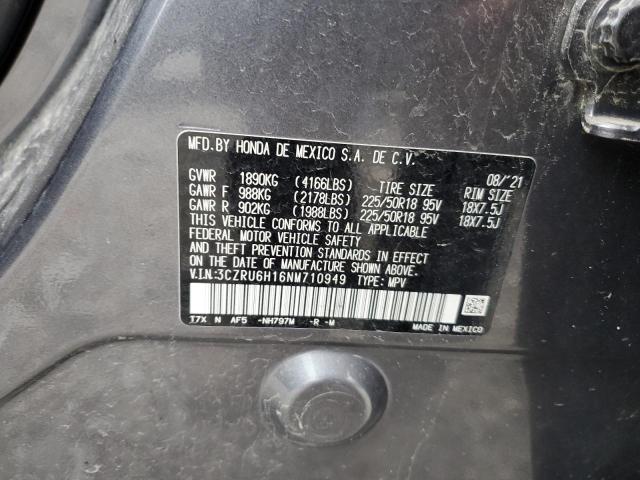 MFD.BY HONDA DE MEXICO S.A. DE C.V.
08/'21
GVWR 1890KG (4166LBS) TIRE SIZE RIM SIZE
GAWR F 988KG (2178LBS) 225/50R18 95V 18X7.5J
GAWR R 902KG (1988LBS) 225/50R18 95V 18X7.5J
THIS VEHICLE CONFORMS TO ALL APPLICABLE
FEDERAL MOTOR VEHICLE SAFETY
AND THEFT PREVENTION STANDARDS IN EFFECT
ON THE DATE OF MANUFACTURE SHOWN ABOVE.
V.I.N:3CZRU6H16NM710949 TYPE: MPV
T7X N AF5 -NH797M -R -M
MADE IN MEXICO